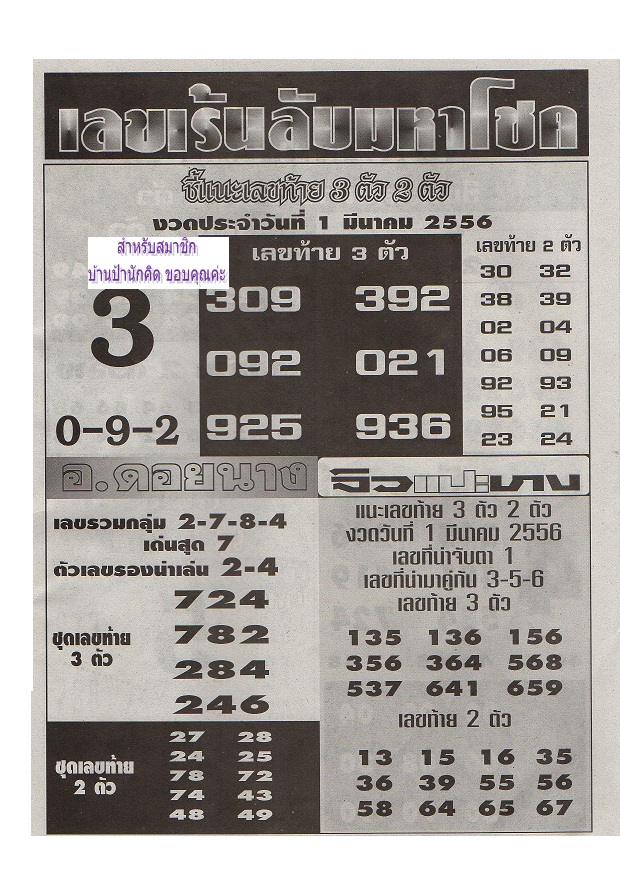 เลขเร้นลับมหาโชค
ชี้แนะเลขท้าย 3 ตัว 2 ตัว
งวดประจำวันที่ 1 มีนาคม 2556
สำหรับสมาชิก
บ้านป้านักคิด ขอบคุณค่ะ
3
0-9-2
เลขท้าย 3 ตัว
309 392
092 021
925 936
เลขท้าย 2 ตัว
30 32
38 39
02 04
06 09
92 93
95 21
23 24
อ.ดอยนาง
เลขรวมกลุ่ม 2-7-8-4
เด่นสุด 7
ตัวเลขรองน่าเล่น 2-4
ชุดเลขท้าย
3 ตัว
724
782
284
246
ชุดเลขท้าย
2 ตัว
27 28
24 25
78 72
74 43
48 49
จิวแปะทง
แนะเลขท้าย 3 ตัว 2 ตัว
งวดวันที่ 1 มีนาคม 2556
เลขที่น่าจับตา 1
เลขที่นำมาคู่กัน 3-5-6
เลขท้าย 3 ตัว
135 136 156
356 364 568
537 641 659
เลขท้าย 2 ตัว
13 15 16 35
36 39 55 56
58 64 65 67